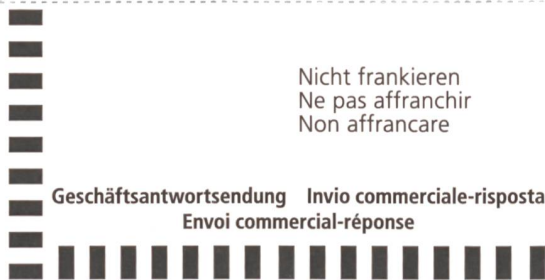 Nicht frankieren
Ne pas affranchir
Non affrancare
Geschäftsantwortsendung Invio commerciale-risposta
Envoi commercial-réponse